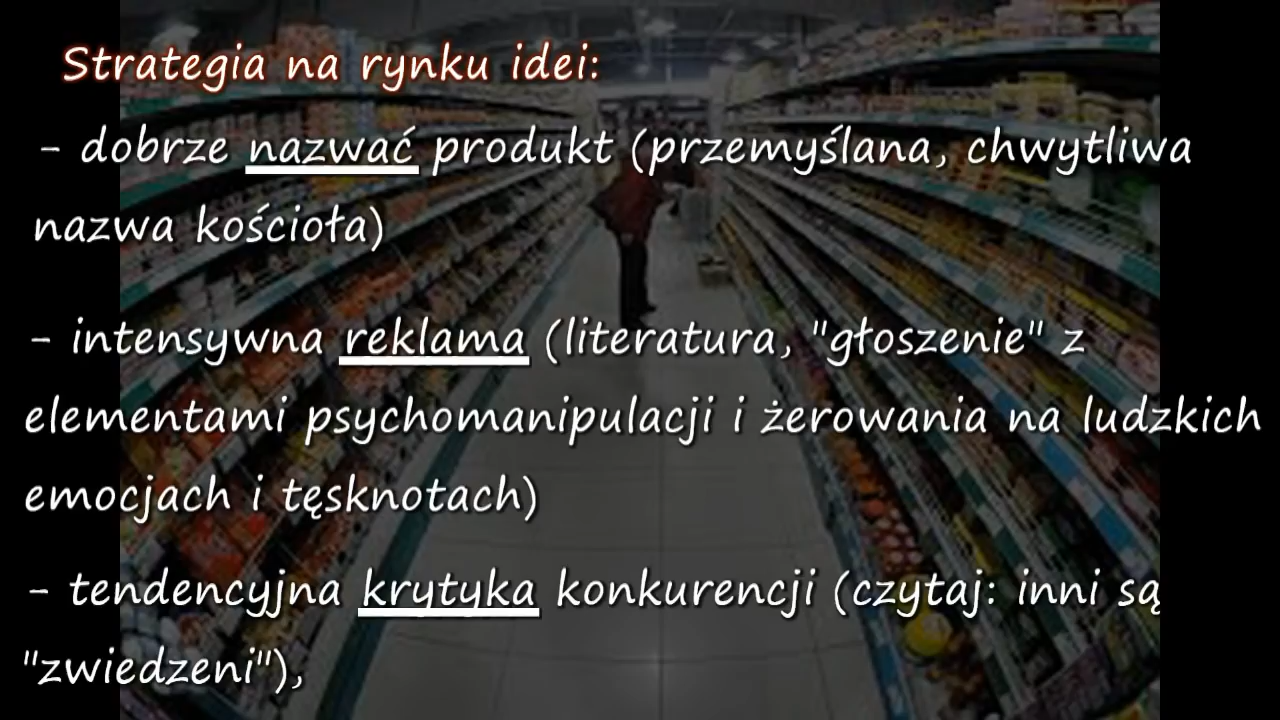 Strategia na rynku idei:
- dobrze nazwać produkt (przemyślana, chwytliwa
nazwa kościoła)
- intensywna reklama (literatura, "głoszenie" z
elementami psychomanipulacji i żerowania na ludzkich
emocjach i tęsknotach)
- tendencyjna krytyka konkurencji (czytaj: inni są
"zwiedzeni"),